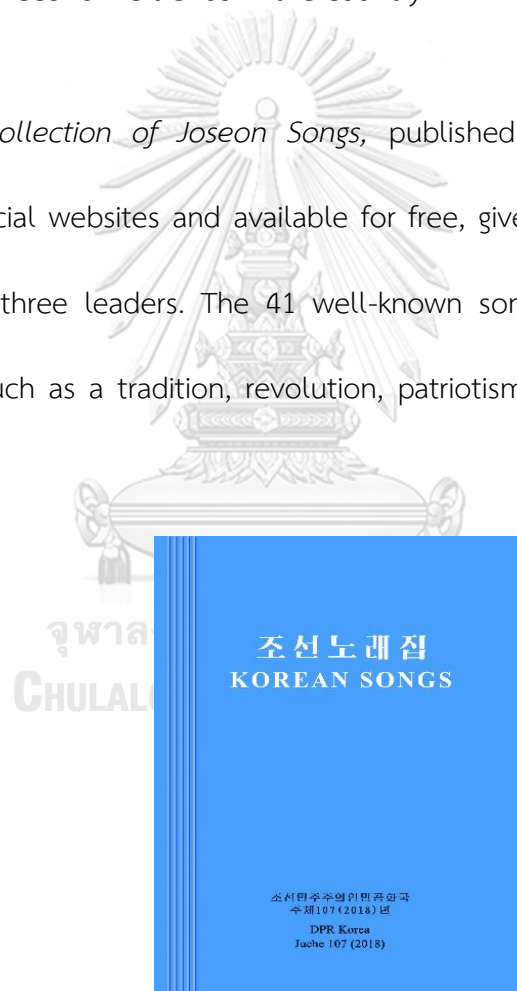 ollection of Joseon Songs, published
cial websites and available for free, give
three leaders. The 41 well-known son
uch as a tradition, revolution, patriotism,
จุฬาล
CHULAL
조선노래집
KOREAN SONGS
조선민주주의인민공화국
주체107(2018)년
DPR Korea
Juche 107 (2018)